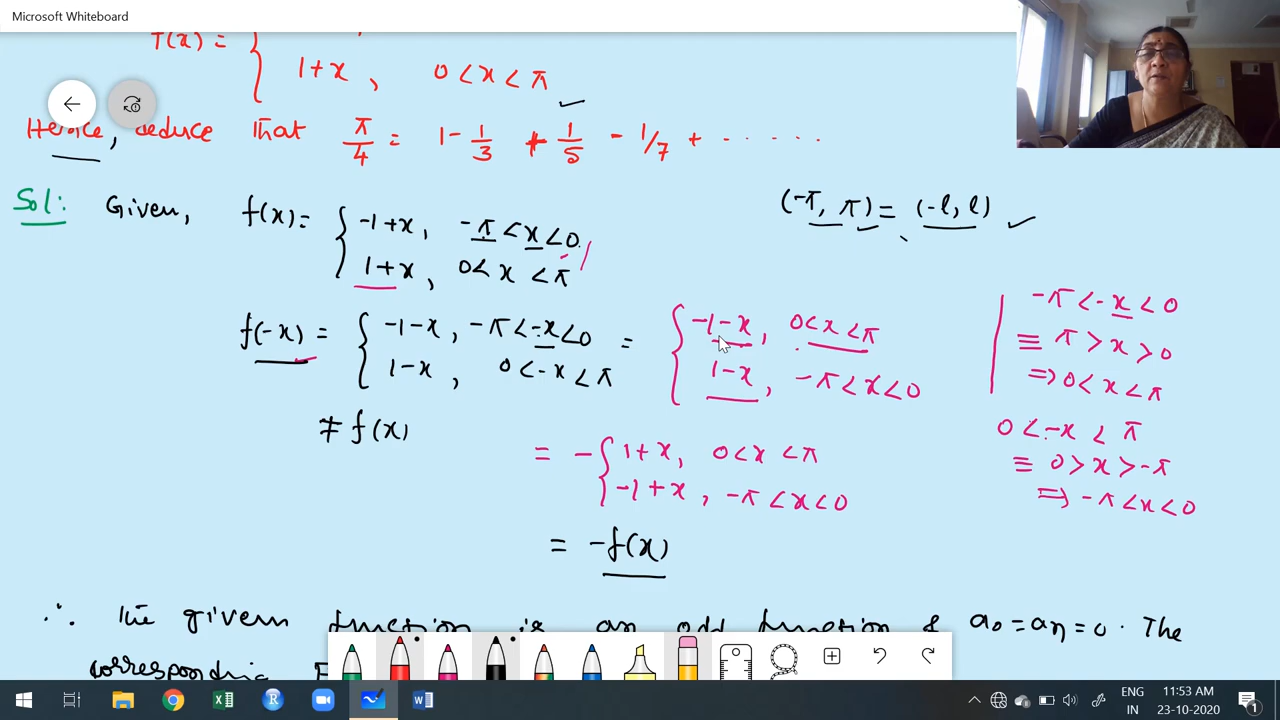 Microsoft Whiteboard
f(x) = {
1+x, 0<x<π
Hence, deduce that π/4 = 1 - 1/3 + 1/5 - 1/7 + ......
Sol: Given, f(x) = { -1+x, -π<x<0
1+x, 0<x<π
(-π, π) = (-l, l)
f(-x) = { -1-x, -π<-x<0 = { -1-x, 0<x<π
1-x, 0<-x<π { 1-x, -π<x<0
≠ f(x)
= -{ 1+x, 0<x<π
-1+x, -π<x<0
= -f(x)
-π<-x<0
≡ π>x>0
⇒ 0<x<π
0<-x<π
≡ 0>x>-π
⇒ -π<x<0
∴ The givern function is an odd function & a0=an=0. The
corresponding
ENG
IN
11:53 AM
23-10-2020
1